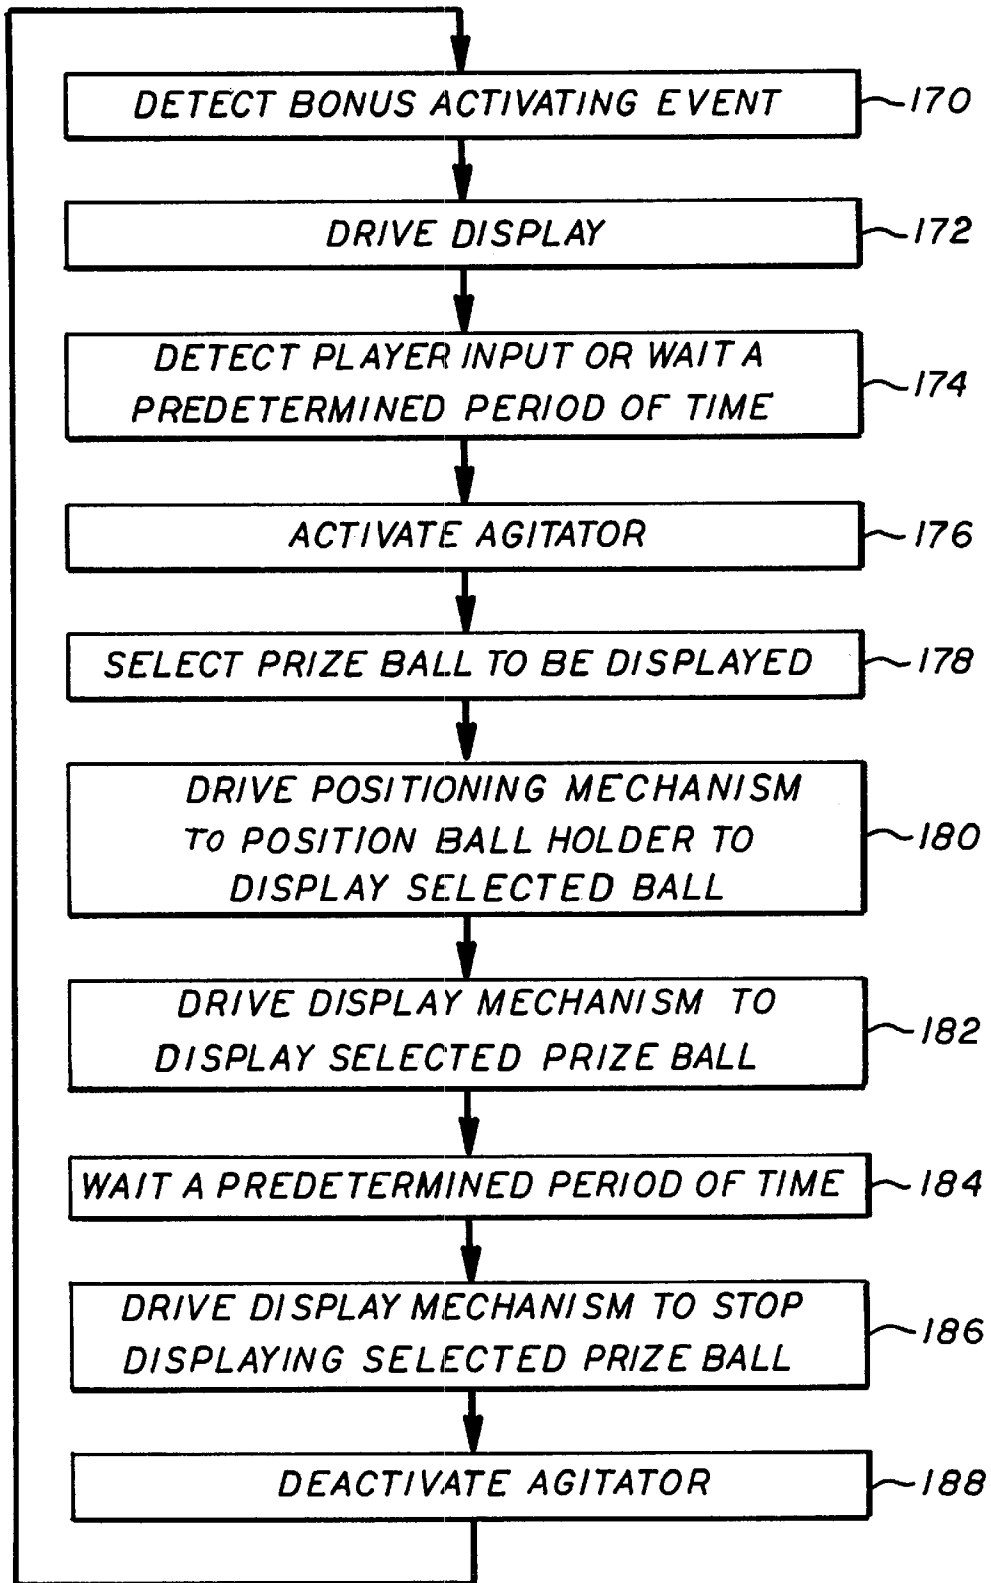 DETECT BONUS ACTIVATING EVENT
170
DRIVE DISPLAY
172
DETECT PLAYER INPUT OR WAIT A
PREDETERMINED PERIOD OF TIME
174
ACTIVATE AGITATOR
176
SELECT PRIZE BALL TO BE DISPLAYED
178
DRIVE POSITIONING MECHANISM
TO POSITION BALL HOLDER TO
DISPLAY SELECTED BALL
180
DRIVE DISPLAY MECHANISM TO
DISPLAY SELECTED PRIZE BALL
182
WAIT A PREDETERMINED PERIOD OF TIME
184
DRIVE DISPLAY MECHANISM TO STOP
DISPLAYING SELECTED PRIZE BALL
186
DEACTIVATE AGITATOR
188